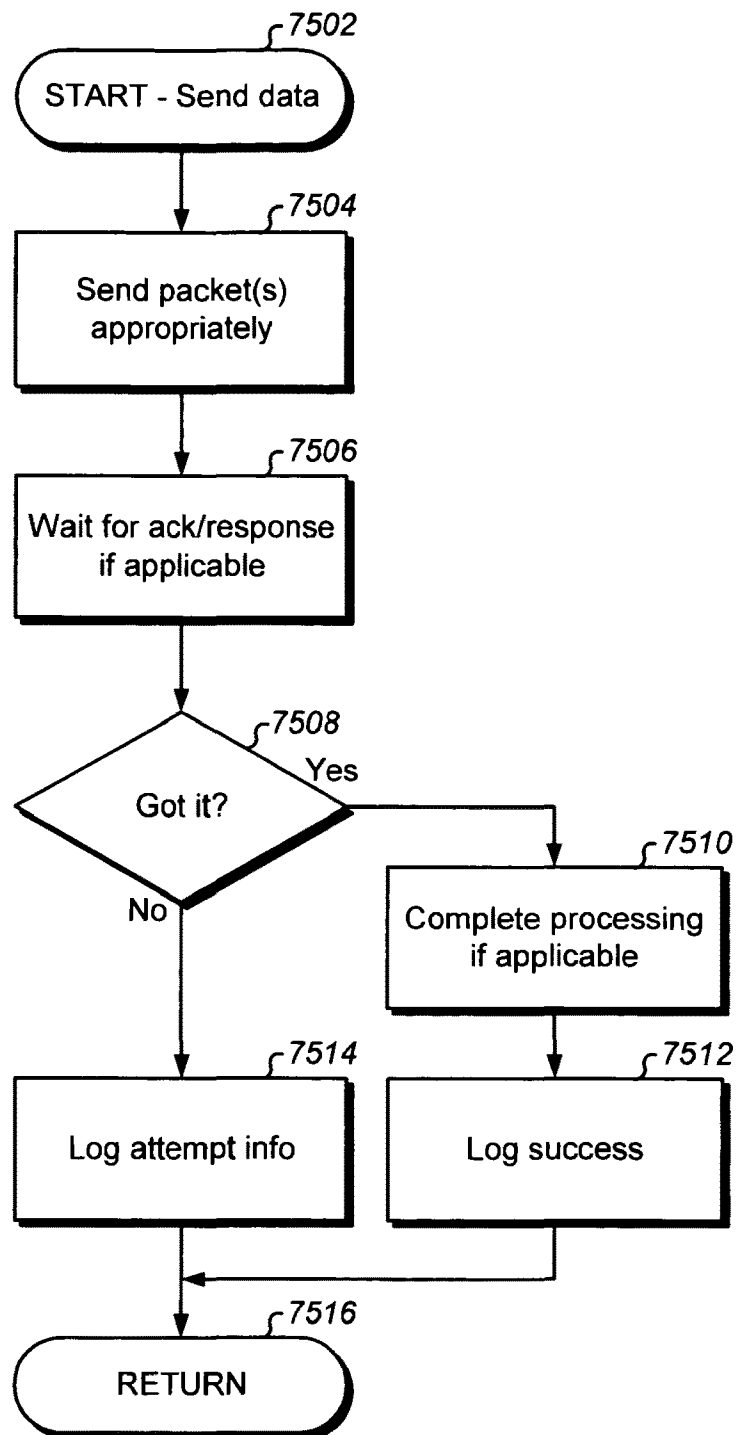 7502
START - Send data
7504
Send packet(s)
appropriately
7506
Wait for ack/response
if applicable
7508
Yes
Got it?
No
7510
Complete processing
if applicable
7514
Log attempt info
7512
Log success
7516
RETURN